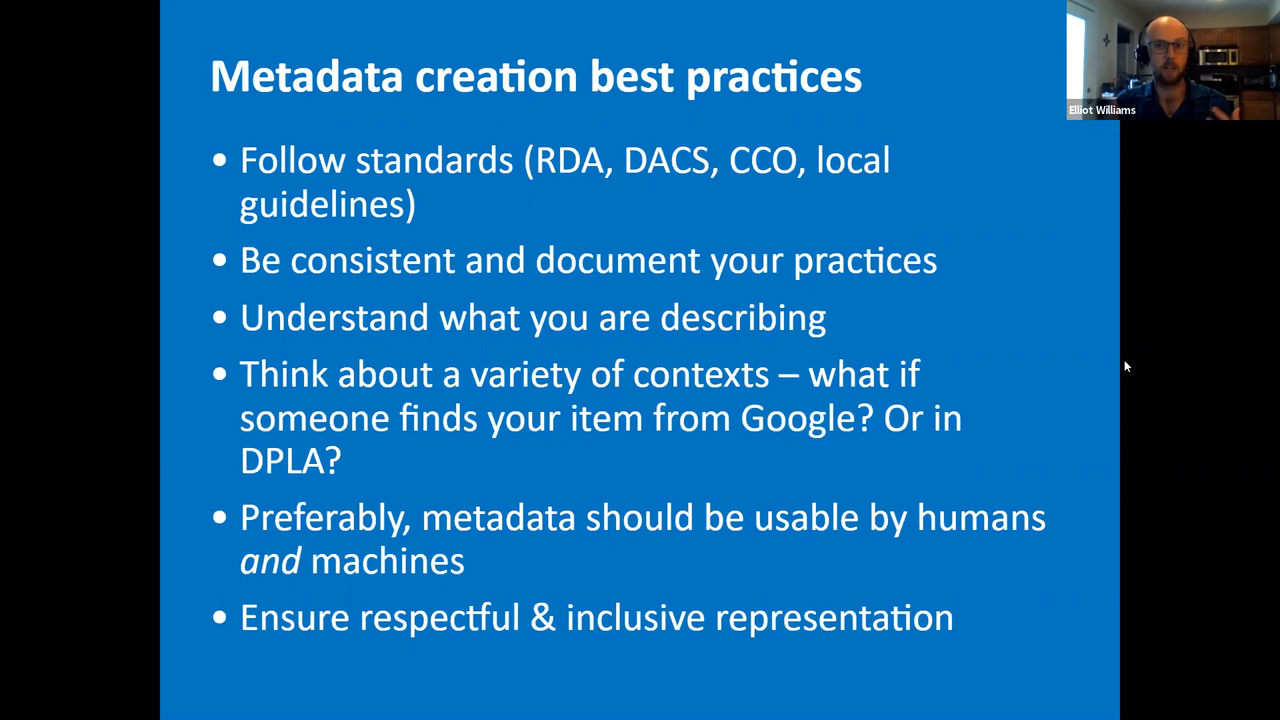 Metadata creation best practices
• Follow standards (RDA, DACS, CCO, local
guidelines)
• Be consistent and document your practices
• Understand what you are describing
• Think about a variety of contexts – what if
someone finds your item from Google? Or in
DPLA?
• Preferably, metadata should be usable by humans
and machines
• Ensure respectful & inclusive representation
Elliot Williams